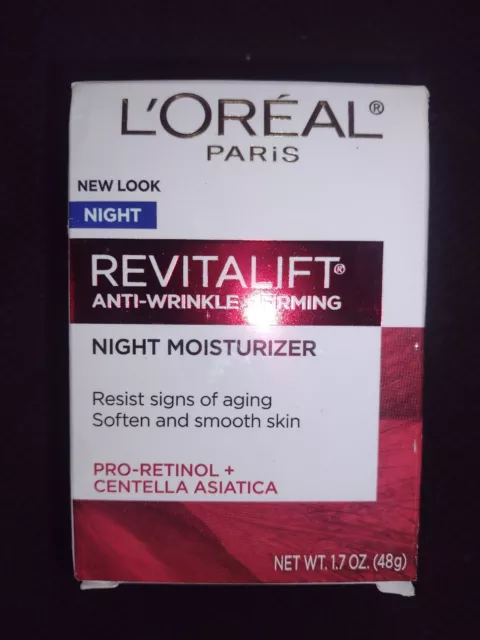 L'ORÉAL®
PARiS
NEW LOOK
NIGHT
REVITALIFT®
ANTI-WRINKLE
NIGHT MOISTURIZER
Resist signs of aging
Soften and smooth skin
PRO-RETINOL +
CENTELLA ASIATICA
NET WT. 1.7 OZ. (48g)